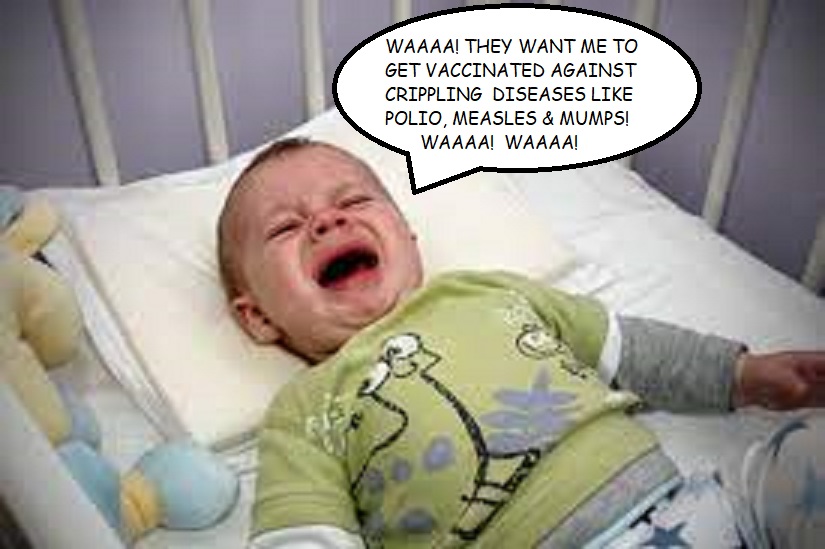 WAAAA! THEY WANT ME TO
GET VACCINATED AGAINST
CRIPPLING DISEASES LIKE
POLIO, MEASLES & MUMPS!
WAAAA! WAAAA!